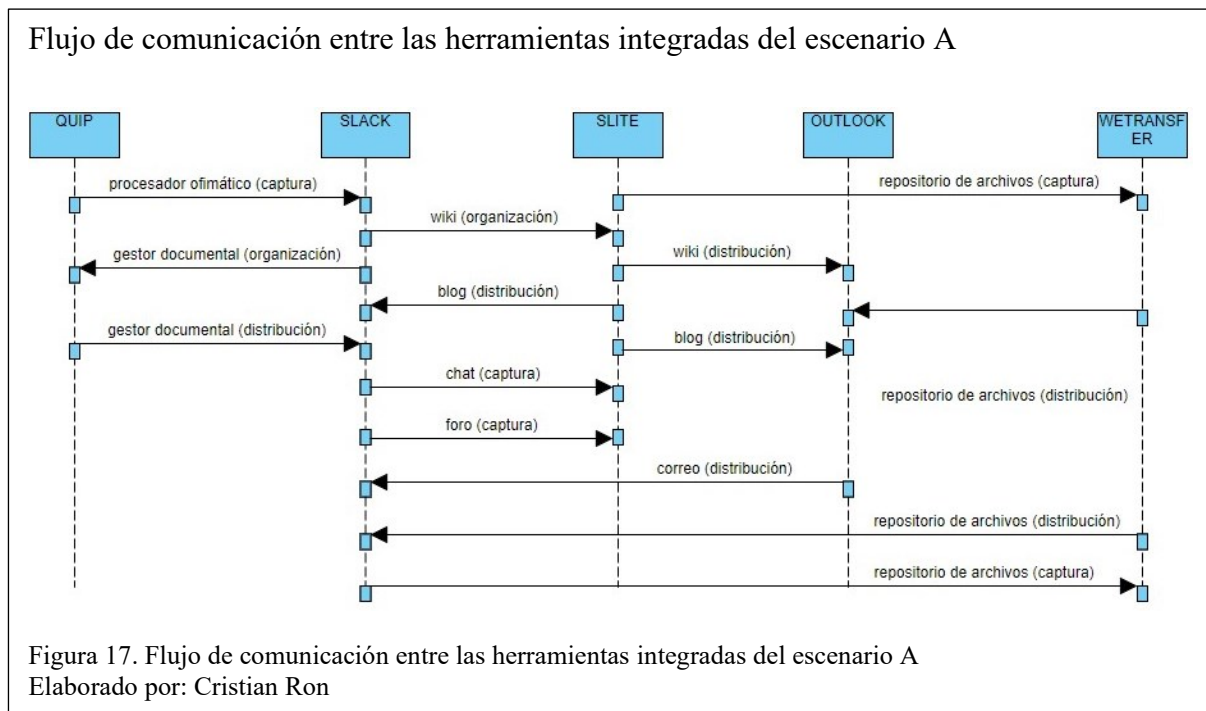 Flujo de comunicación entre las herramientas integradas del escenario A
QUIP
SLACK
SLITE
OUTLOOK
WETRANSF
ER
procesador ofimático (captura)
repositorio de archivos (captura)
wiki (organización)
gestor documental (organización)
wiki (distribución)
blog (distribución)
gestor documental (distribución)
blog (distribución)
chat (captura)
repositorio de archivos (distribución)
foro (captura)
correo (distribución)
repositorio de archivos (distribución)
repositorio de archivos (captura)
Figura 17. Flujo de comunicación entre las herramientas integradas del escenario A
Elaborado por: Cristian Ron